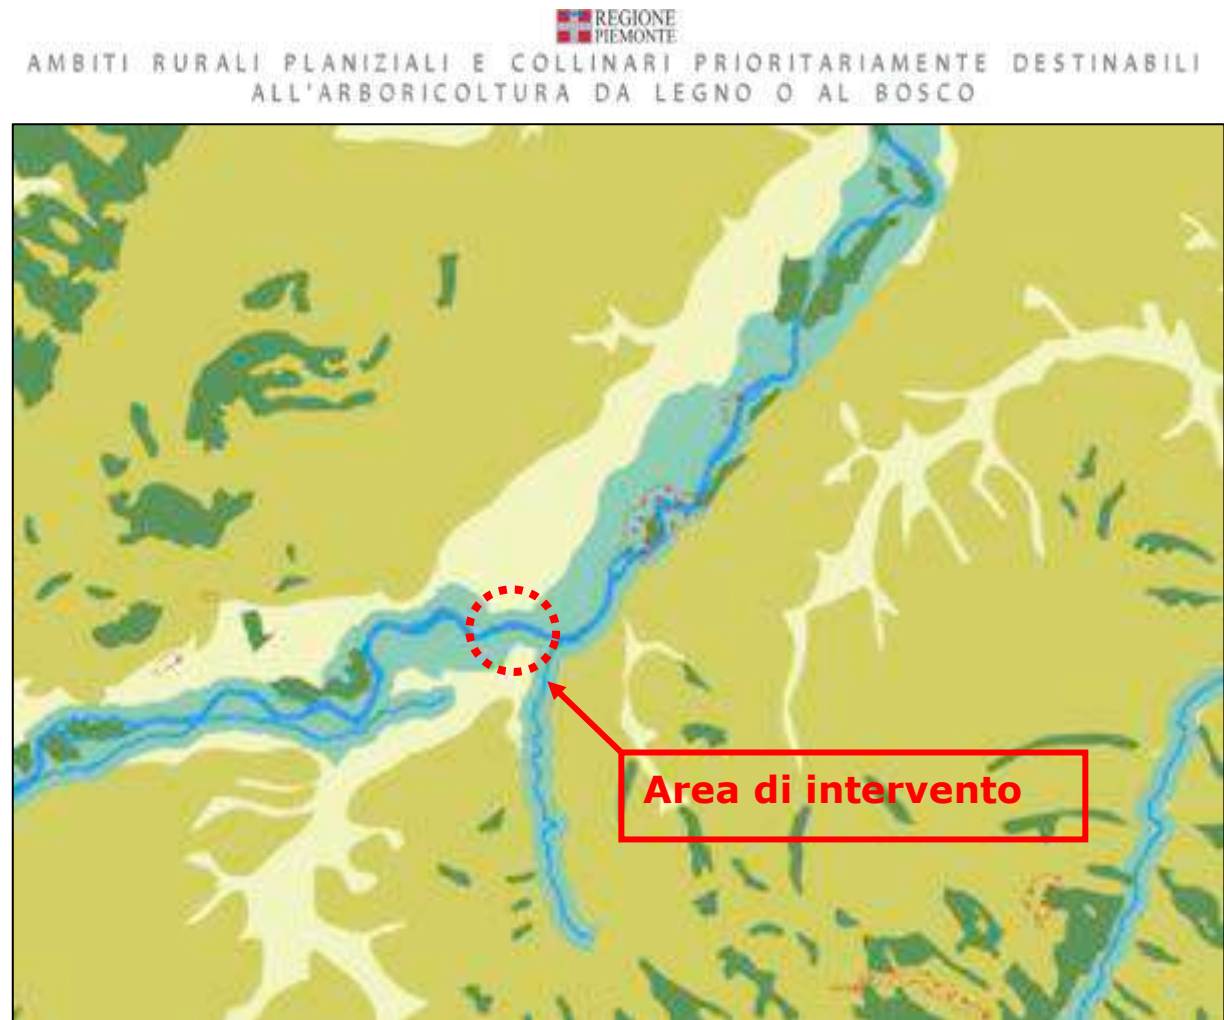 REGIONE
PIEMONTE
AMBITI RURALI PLANIZIALI E COLLINARI PRIORITARIAMENTE DESTINABILI
ALL'ARBORICOLTURA DA LEGNO O AL BOSCO
Area di intervento